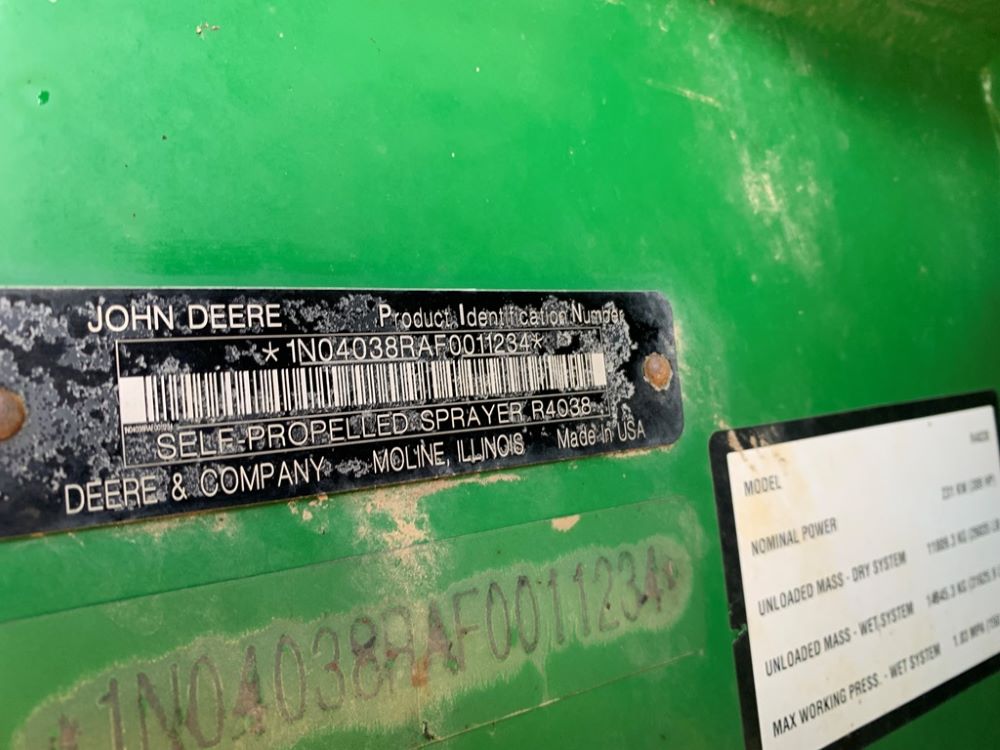 JOHN DEERE
Product Identification Number
*1N04038RAF0011234*
SELF-PROPELLED SPRAYER R4038
DEERE & COMPANY MOLINE, ILLINOIS Made in USA
*1N04038RAF0011234*
MODEL
NOMINAL POWER
UNLOADED MASS - DRY SYSTEM
UNLOADED MASS - WET SYSTEM
MAX WORKING PRESS. - WET SYSTEM